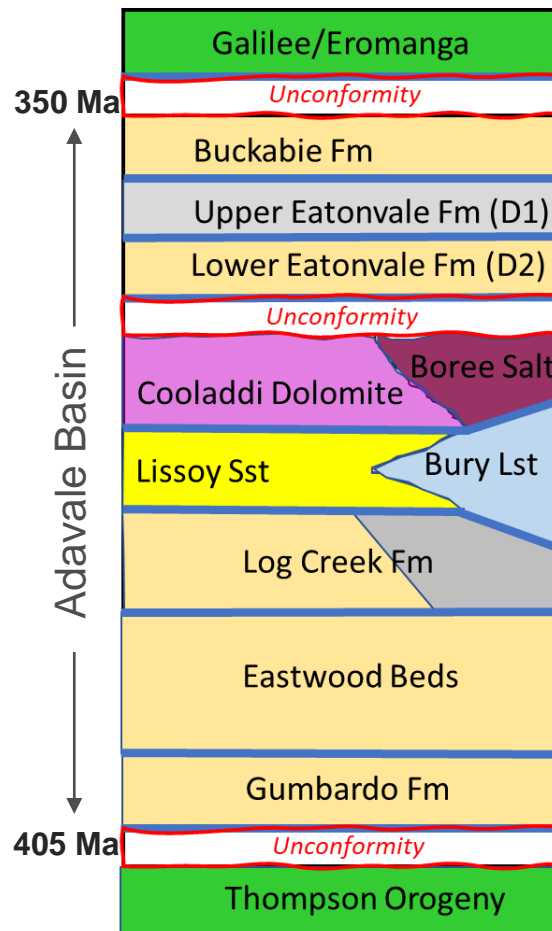 Galilee/Eromanga
350 Ma
Unconformity
Buckabie Fm
Upper Eatonvale Fm (D1)
Lower Eatonvale Fm (D2)
Unconformity
Boree Salt
Cooladdi Dolomite
Lissoy Sst
Bury Lst
Log Creek Fm
Adavale Basin
Eastwood Beds
Gumbardo Fm
405 Ma
Unconformity
Thompson Orogeny